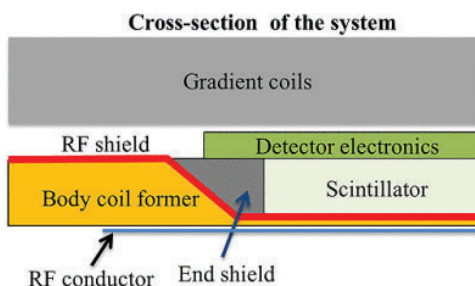 Cross-section of the system
Gradient coils
RF shield
Detector electronics
Body coil former
Scintillator
RF conductor
End shield